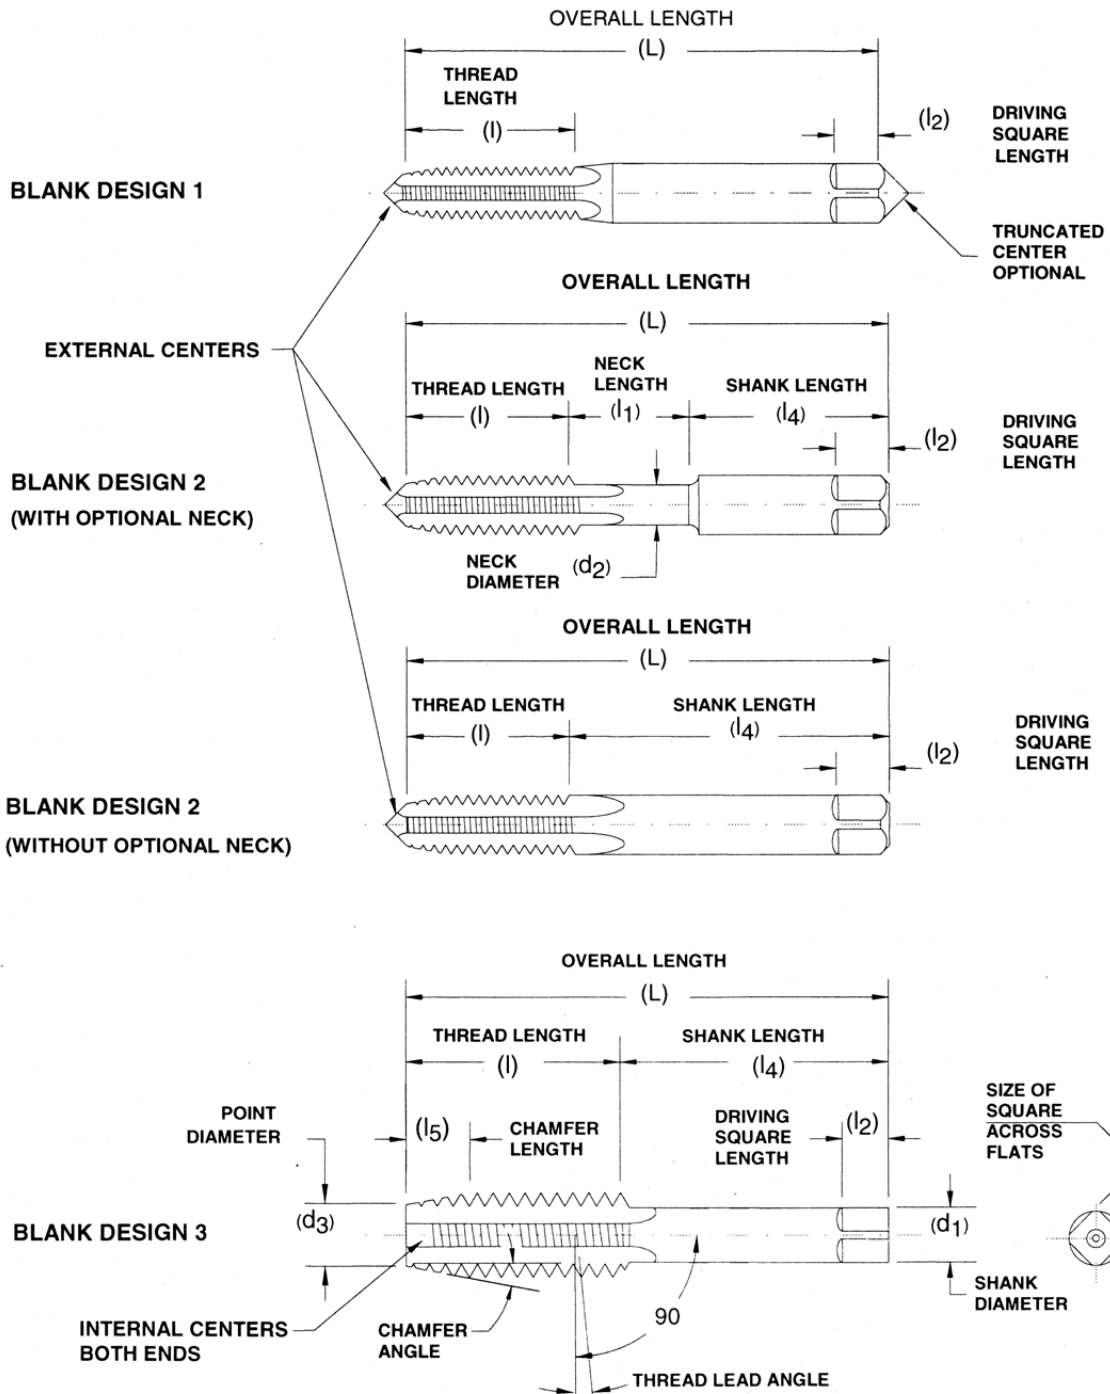 OVERALL LENGTH
(L)
THREAD
LENGTH
(l)
(l2)
DRIVING
SQUARE
LENGTH
BLANK DESIGN 1
TRUNCATED
CENTER
OPTIONAL
OVERALL LENGTH
(L)
EXTERNAL CENTERS
THREAD LENGTH
(l)
NECK
LENGTH
(l1)
SHANK LENGTH
(l4)
(l2)
DRIVING
SQUARE
LENGTH
BLANK DESIGN 2
(WITH OPTIONAL NECK)
NECK
DIAMETER
(d2)
OVERALL LENGTH
(L)
THREAD LENGTH
(l)
SHANK LENGTH
(l4)
(l2)
DRIVING
SQUARE
LENGTH
BLANK DESIGN 2
(WITHOUT OPTIONAL NECK)
OVERALL LENGTH
(L)
THREAD LENGTH
(l)
SHANK LENGTH
(l4)
POINT
DIAMETER
(l5)
CHAMFER
LENGTH
DRIVING
SQUARE
LENGTH
(l2)
SIZE OF
SQUARE
ACROSS
FLATS
BLANK DESIGN 3
(d3)
(d1)
SHANK
DIAMETER
INTERNAL CENTERS
BOTH ENDS
CHAMFER
ANGLE
90
THREAD LEAD ANGLE